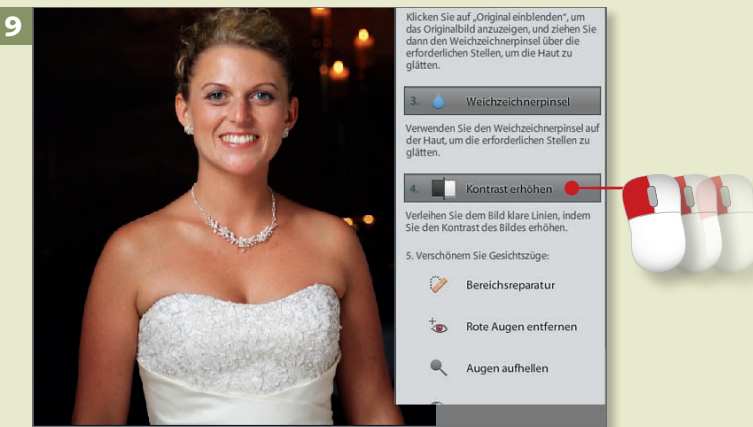 9
Klicken Sie auf „Original einblenden", um
das Originalbild anzuzeigen, und ziehen Sie
dann den Weichzeichnerpinsel über die
erforderlichen Stellen, um die Haut zu
glätten.
3. Weichzeichnerpinsel
Verwenden Sie den Weichzeichnerpinsel auf
der Haut, um die erforderlichen Stellen zu
glätten.
4. Kontrast erhöhen
Verleihen Sie dem Bild klare Linien, indem
Sie den Kontrast des Bildes erhöhen.
5. Verschönern Sie Gesichtszüge:
Bereichsreparatur
Rote Augen entfernen
Augen aufhellen